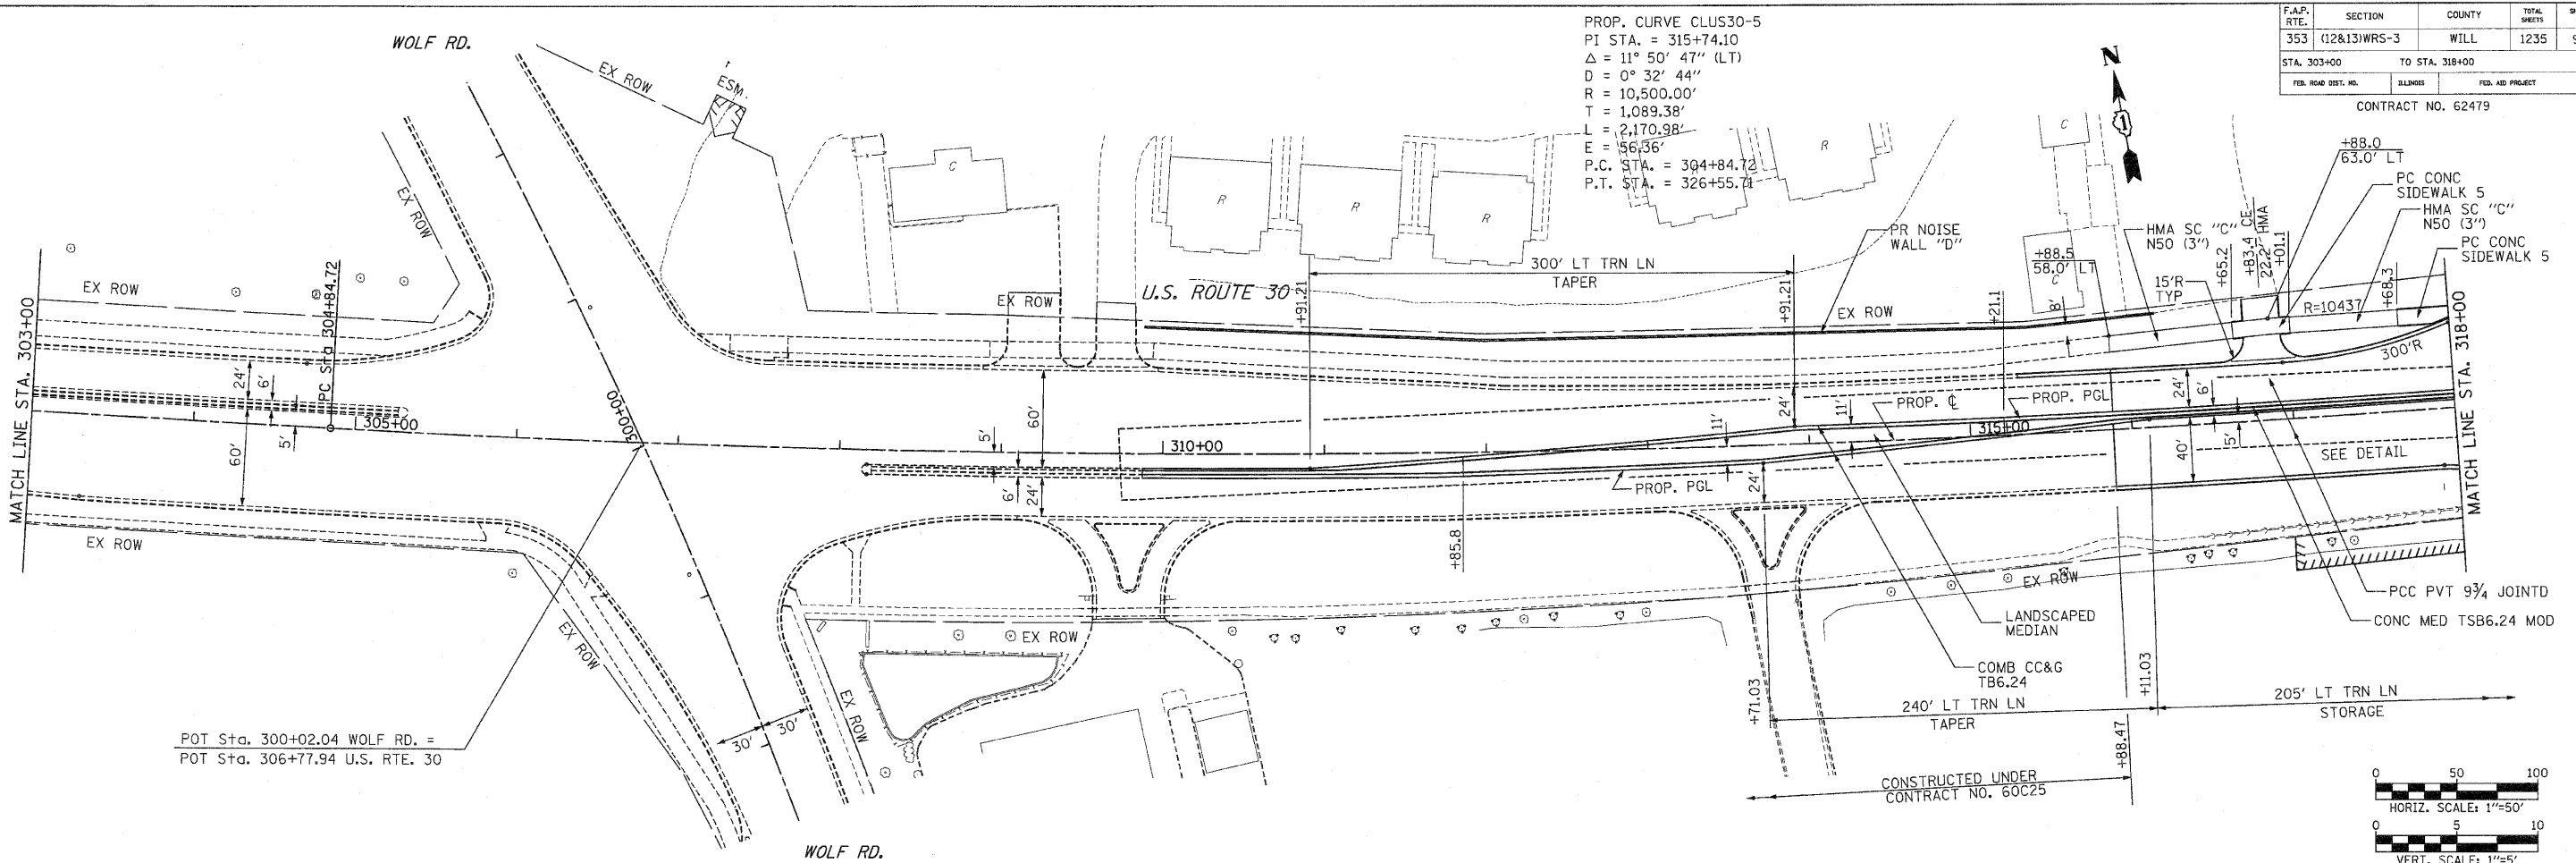 F.A.P. RTE. SECTION COUNTY TOTAL SHEETS
353 (12&13)WRS-3 WILL 1235
STA. 303+00 TO STA. 318+00
FED. ROAD DIST. NO. ILLINOIS FED. AID PROJECT
CONTRACT NO. 62479
PROP. CURVE CLUS30-5
PI STA. = 315+74.10
Δ = 11° 50' 47" (LT)
D = 0° 32' 44"
R = 10,500.00'
T = 1,089.38'
L = 2,170.98'
E = 56.36'
P.C. STA. = 304+84.72
P.T. STA. = 326+55.71
WOLF RD.
EX ROW
ESM.
EX ROW
C
R
R
R
R
C
C
N
1
+88.0
63.0' LT
PC CONC
SIDEWALK 5
HMA SC "C"
N50 (3")
PC CONC
SIDEWALK 5
HMA SC "C"
N50 (3")
PR NOISE
WALL "D"
+88.5
58.0' LT
+65.2
+83.4 CE
22.2' HMA
+01.1
+68.3
15'R
TYP
R=10437
300'R
8'
EX ROW
EX ROW
U.S. ROUTE 30
300' LT TRN LN
TAPER
+91.21
+91.21
+21.1
EX ROW
MATCH LINE STA. 303+00
MATCH LINE STA. 318+00
PC Sta 304+84.72
24'
6'
5'
60'
305+00
300+00
60'
5'
6'
24'
310+00
11'
24'
11'
24'
PROP. ℄
PROP. PGL
315+00
PROP. PGL
24'
6'
5'
40'
SEE DETAIL
+85.8
EX ROW
EX ROW
EX ROW
EX ROW
EX ROW
30'
30'
POT Sta. 300+02.04 WOLF RD. =
POT Sta. 306+77.94 U.S. RTE. 30
PCC PVT 9¾ JOINTD
CONC MED TSB6.24 MOD
LANDSCAPED
MEDIAN
COMB CC&G
TB6.24
+71.03
+11.03
+88.47
240' LT TRN LN
TAPER
205' LT TRN LN
STORAGE
CONSTRUCTED UNDER
CONTRACT NO. 60C25
WOLF RD.
0 50 100
HORIZ. SCALE: 1"=50'
0 5 10
VERT. SCALE: 1"=5'